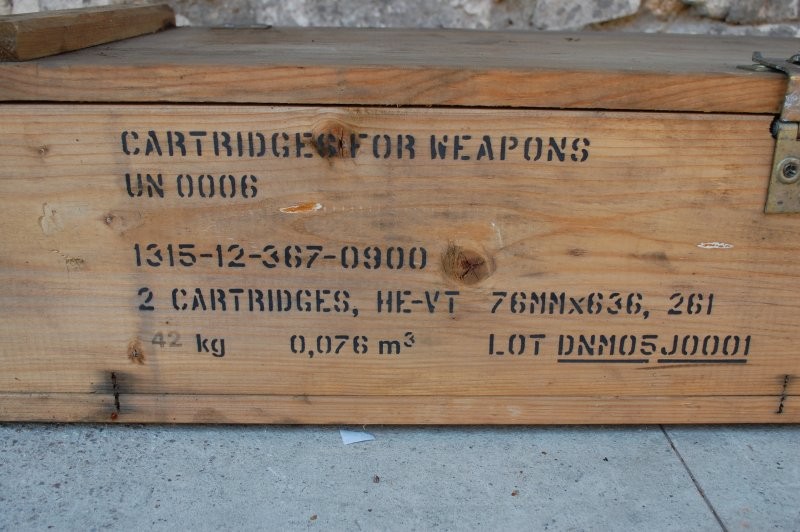 CARTRIDGES FOR WEAPONS
UN 0006
1315-12-367-0900
2 CARTRIDGES, HE-VT 76MMx636, 261
42 kg 0,076 m³ LOT DNM05J0001